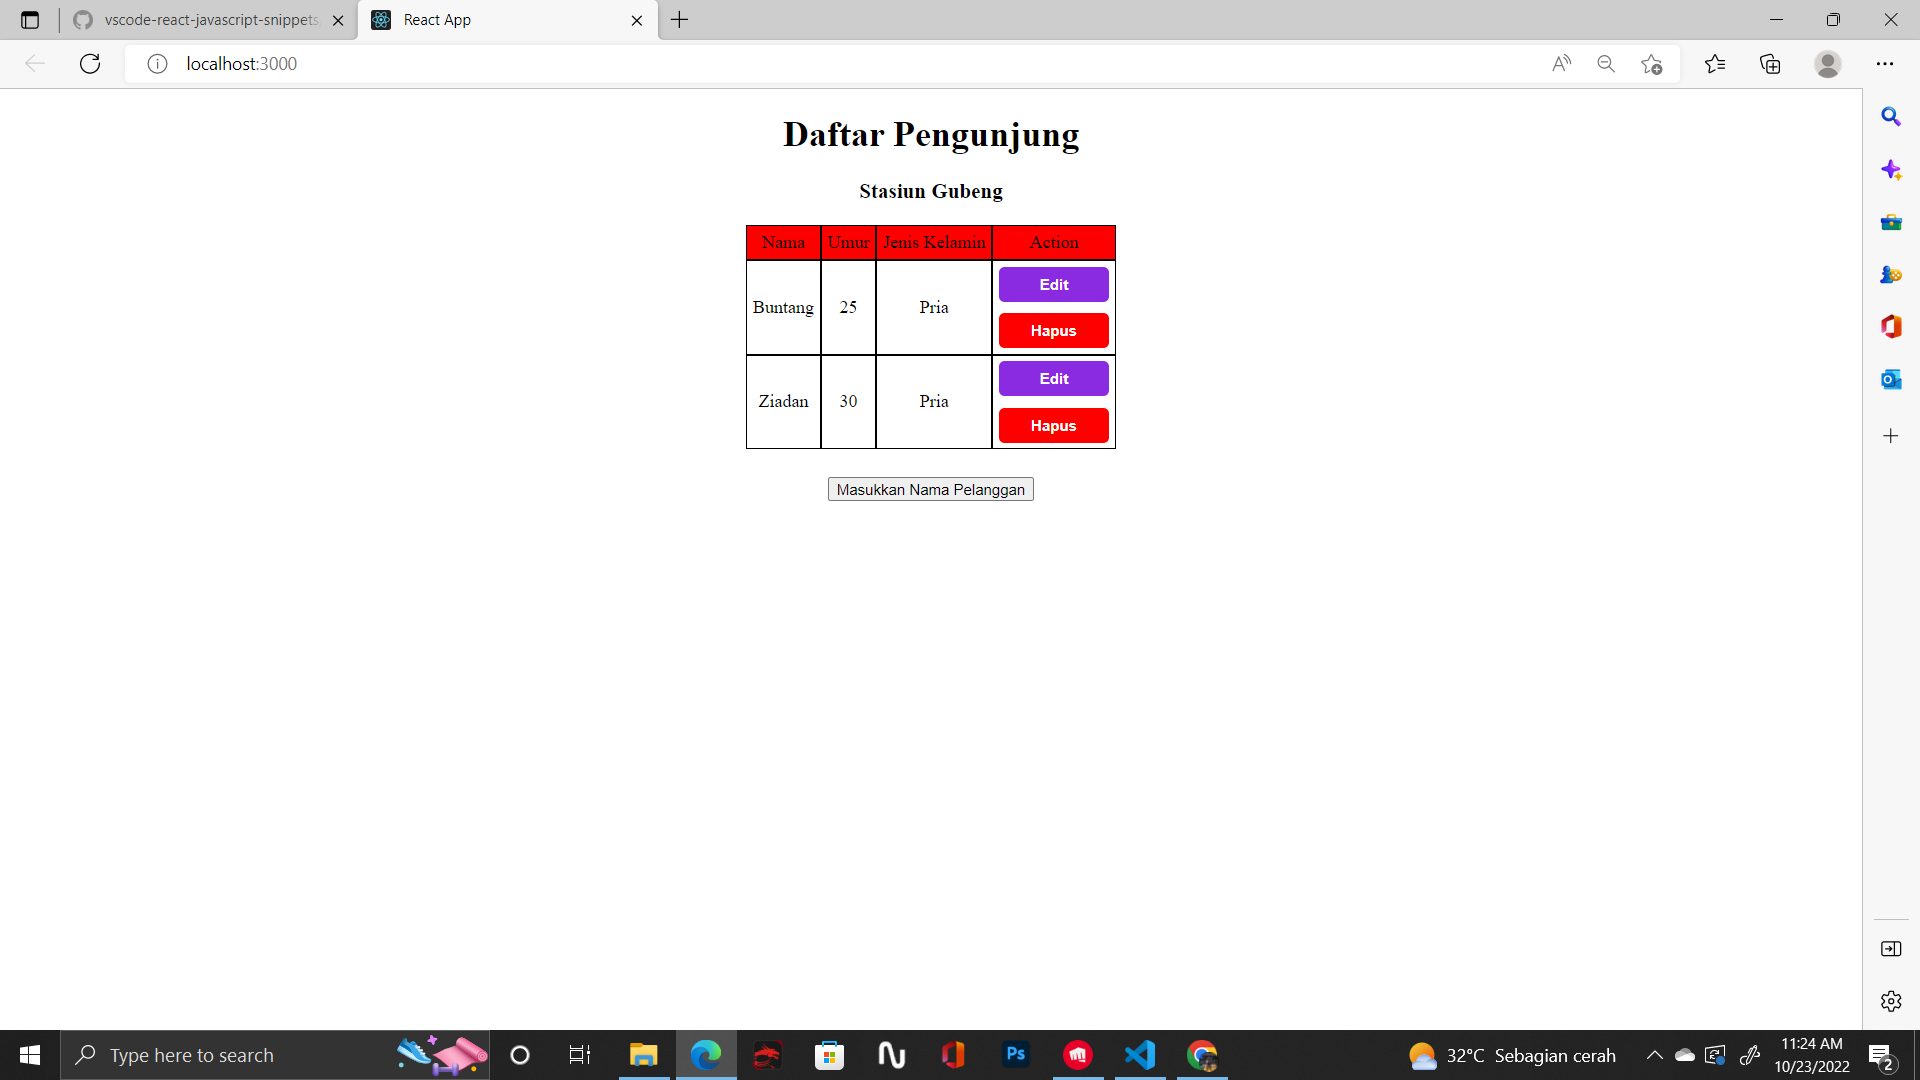 vscode-react-javascript-snippets
React App
localhost:3000
Daftar Pengunjung
Stasiun Gubeng
Nama Umur Jenis Kelamin Action
Buntang 25 Pria Edit
Hapus
Ziadan 30 Pria Edit
Hapus
Masukkan Nama Pelanggan
Type here to search
Ps
32°C Sebagian cerah
11:24 AM
10/23/2022
2